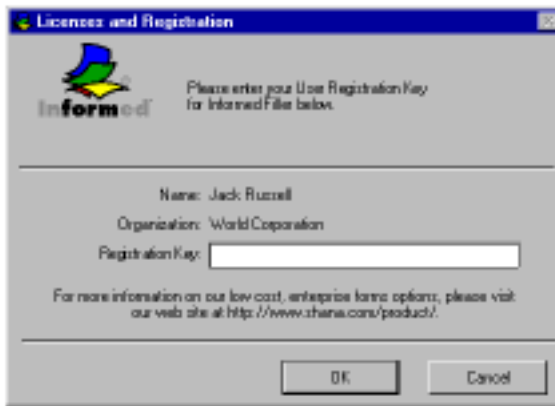 Licenses and Registration
Informed
Please enter your User Registration Key
for Informed Filler below.
Name: Jack Russell
Organization: World Corporation
Registration Key:
For more information on our low cost, enterprise forms options, please visit
our web site at http://www.shana.com/product/.
OK
Cancel